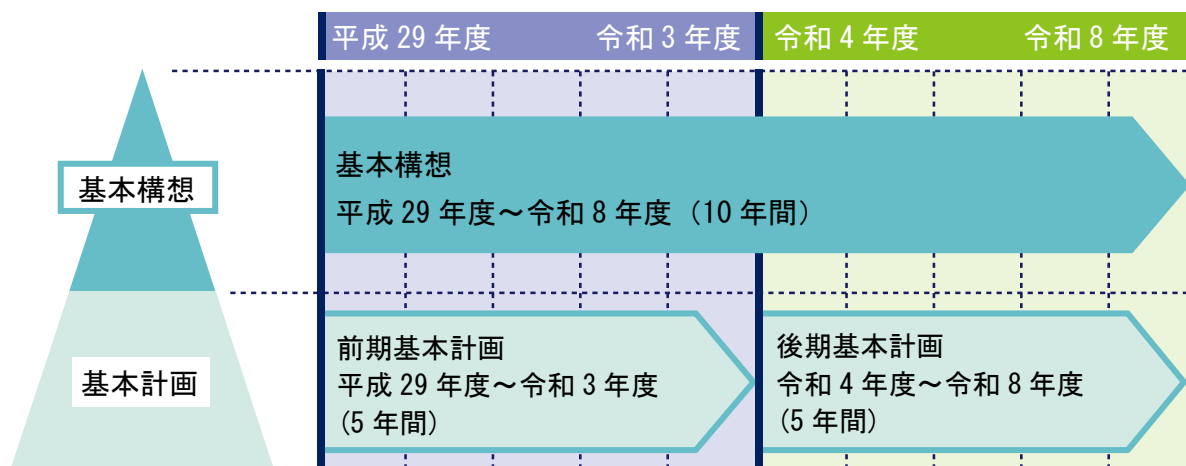 平成 29 年度 令和 3 年度 令和 4 年度 令和 8 年度
基本構想
基本構想
平成 29 年度～令和 8 年度（10 年間）
基本計画
前期基本計画
平成 29 年度～令和 3 年度
(5 年間)
後期基本計画
令和 4 年度～令和 8 年度
(5 年間)